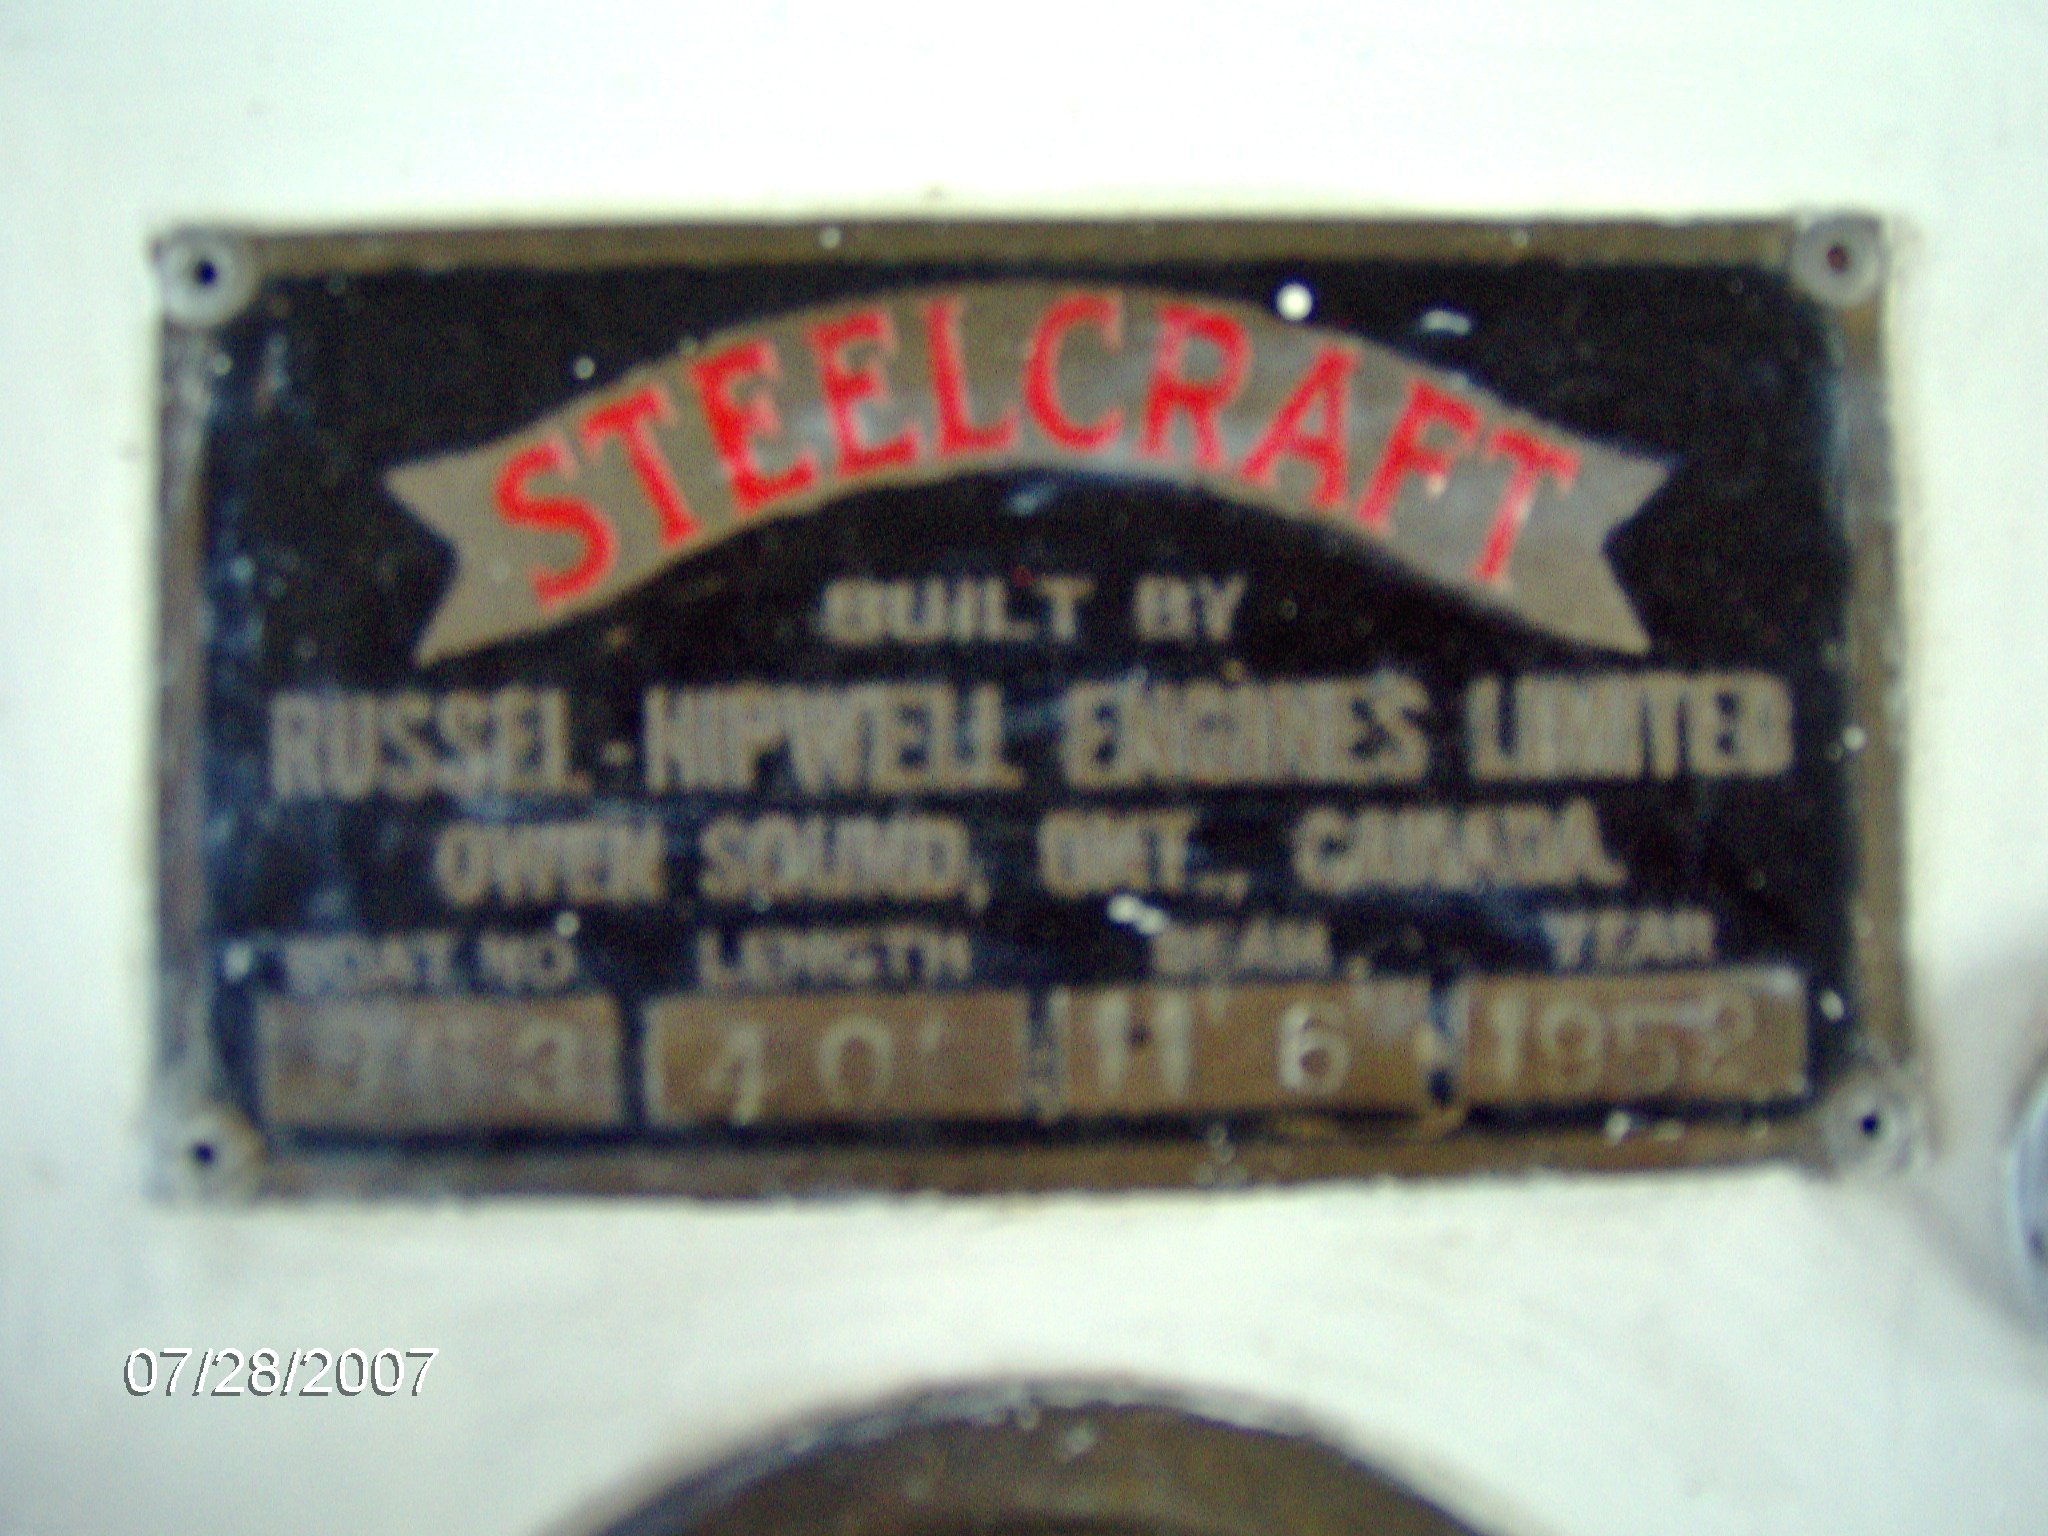 STEELCRAFT
BUILT BY
RUSSEL - HIPWELL ENGINES LIMITED
OWEN SOUND, ONT., CANADA.
BOAT NO. LENGTH BEAM YEAR
40' 11' 6" 1952
07/28/2007